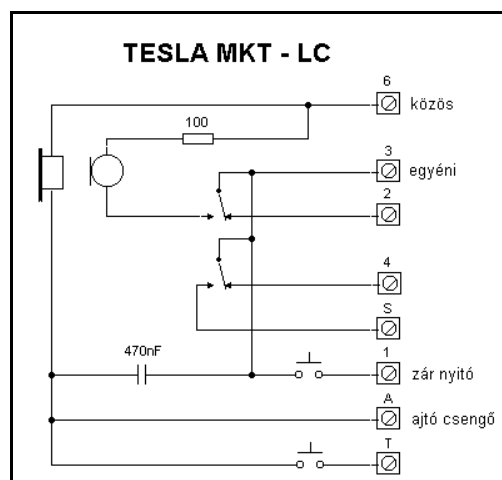 TESLA MKT - LC
6
közös
100
3
egyéni
2
4
S
470nF
1
zár nyitó
A
ajtó csengő
T